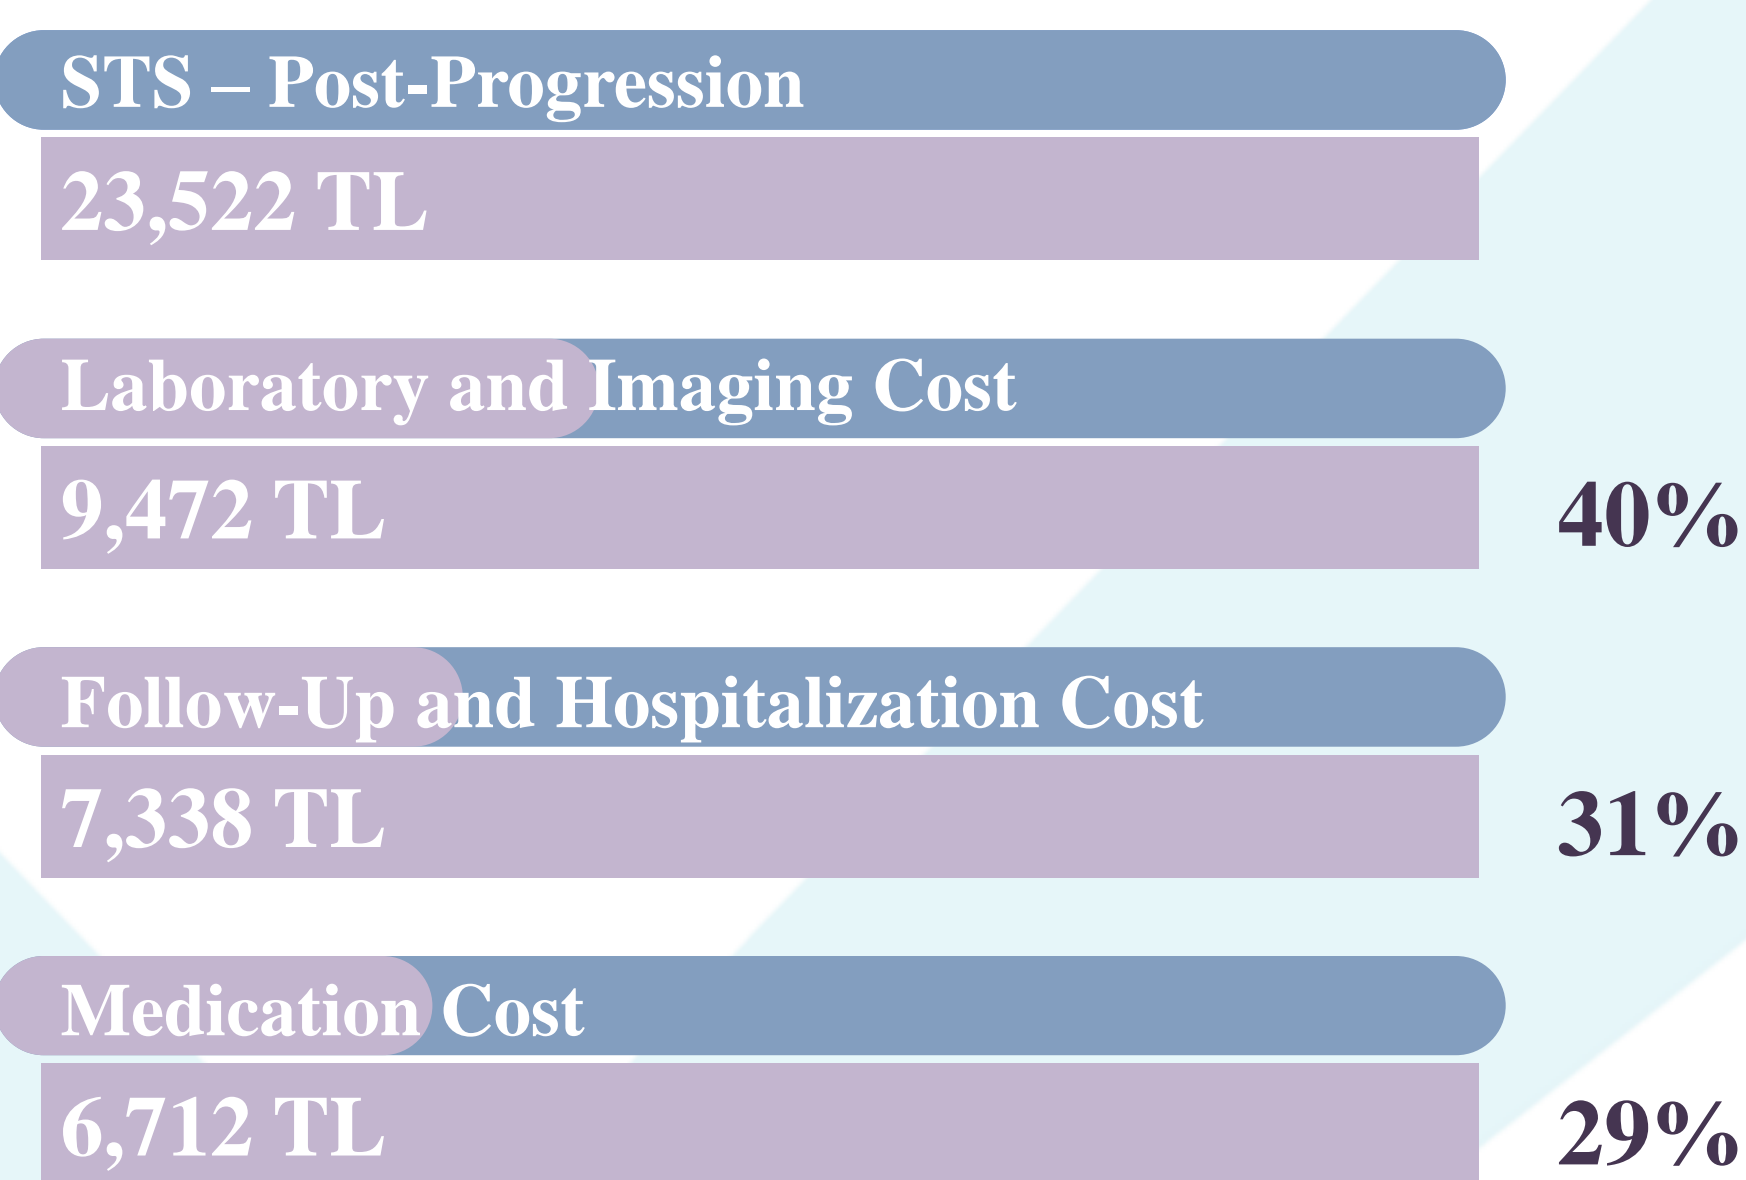 STS – Post-Progression
23,522 TL
Laboratory and Imaging Cost
9,472 TL
40%
Follow-Up and Hospitalization Cost
7,338 TL
31%
Medication Cost
6,712 TL
29%